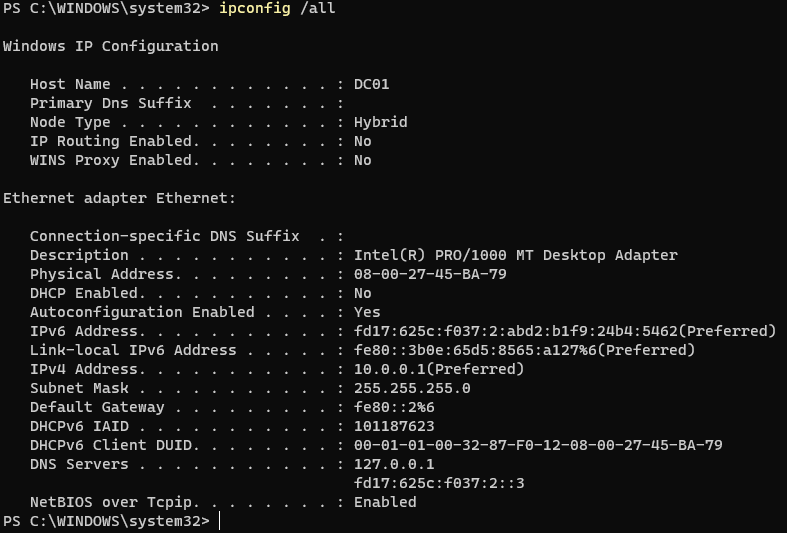 PS C:\WINDOWS\system32> ipconfig /all
Windows IP Configuration
Host Name . . . . . . . . . . . . : DC01
Primary Dns Suffix  . . . . . . . :
Node Type . . . . . . . . . . . . : Hybrid
IP Routing Enabled. . . . . . . . : No
WINS Proxy Enabled. . . . . . . . : No
Ethernet adapter Ethernet:
Connection-specific DNS Suffix  . :
Description . . . . . . . . . . . : Intel(R) PRO/1000 MT Desktop Adapter
Physical Address. . . . . . . . . : 08-00-27-45-BA-79
DHCP Enabled. . . . . . . . . . . : No
Autoconfiguration Enabled . . . . : Yes
IPv6 Address. . . . . . . . . . . : fd17:625c:f037:2:abd2:b1f9:24b4:5462(Preferred)
Link-local IPv6 Address . . . . . : fe80::3b0e:65d5:8565:a127%6(Preferred)
IPv4 Address. . . . . . . . . . . : 10.0.0.1(Preferred)
Subnet Mask . . . . . . . . . . . : 255.255.255.0
Default Gateway . . . . . . . . . : fe80::2%6
DHCPv6 IAID . . . . . . . . . . . : 101187623
DHCPv6 Client DUID. . . . . . . . : 00-01-01-00-32-87-F0-12-08-00-27-45-BA-79
DNS Servers . . . . . . . . . . . : 127.0.0.1
fd17:625c:f037:2::3
NetBIOS over Tcpip. . . . . . . . : Enabled
PS C:\WINDOWS\system32>